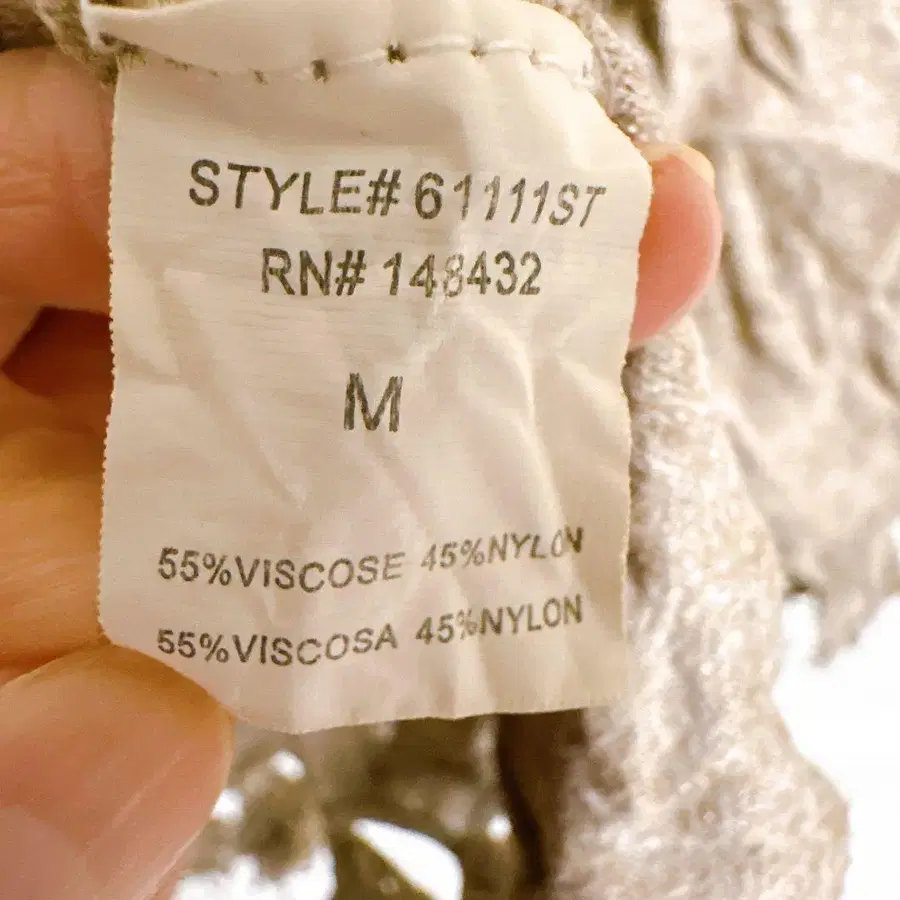 STYLE# 61111ST
RN# 148432
M
55%VISCOSE 45%NYLON
55%VISCOSA 45%NYLON